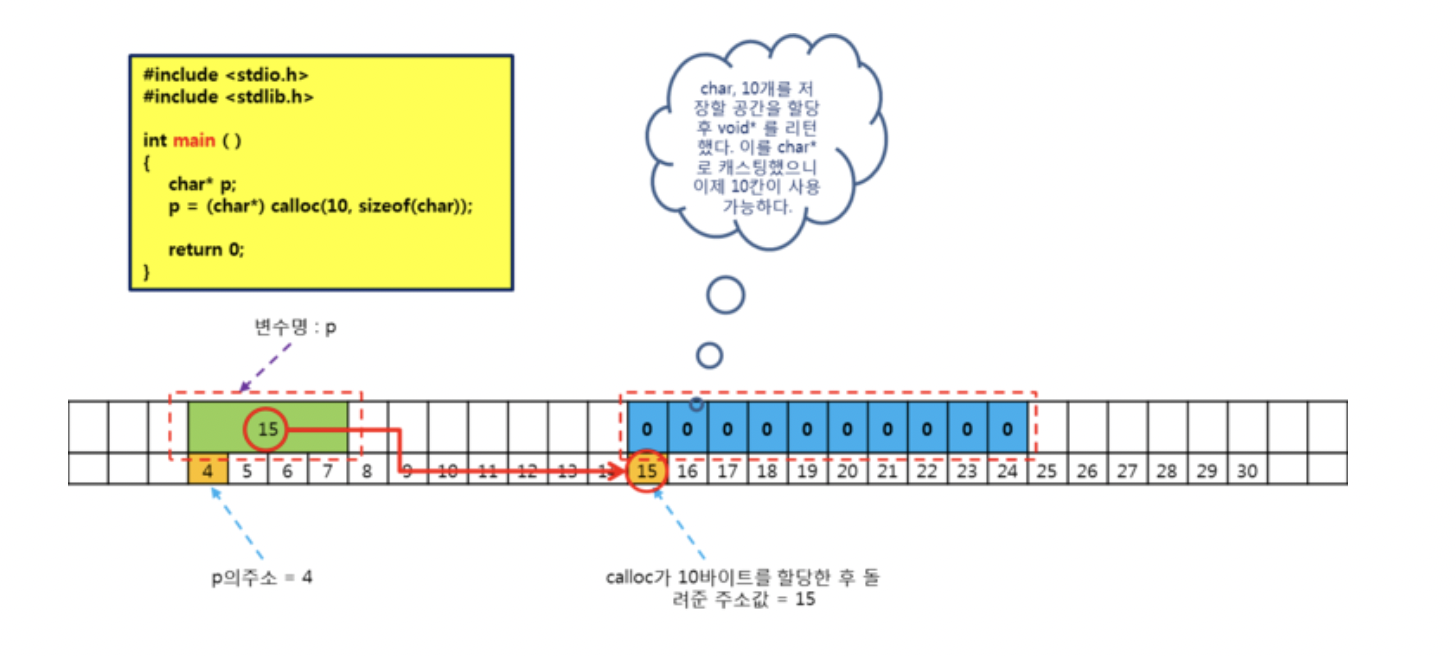 #include <stdio.h>
#include <stdlib.h>
int main ( )
{
char* p;
p = (char*) calloc(10, sizeof(char));
return 0;
}
char, 10개를 저
장할 공간을 할당
후 void* 를 리턴
했다. 이를 char*
로 캐스팅했으니
이제 10칸이 사용
가능하다.
변수명 : p
15 0 0 0 0 0 0 0 0 0 0
4 5 6 7 8 9 10 11 12 13 14 15 16 17 18 19 20 21 22 23 24 25 26 27 28 29 30
p의주소 = 4
calloc가 10바이트를 할당한 후 돌
려준 주소값 = 15